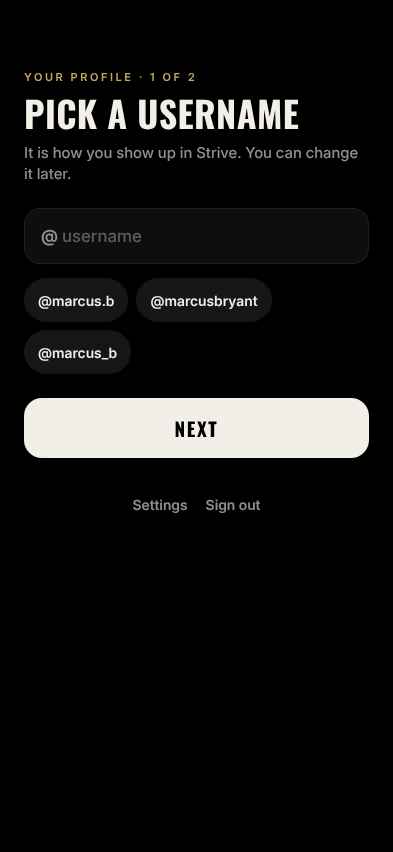 YOUR PROFILE · 1 OF 2
PICK A USERNAME
It is how you show up in Strive. You can change
it later.
@ username
@marcus.b @marcusbryant
@marcus_b
NEXT
Settings Sign out